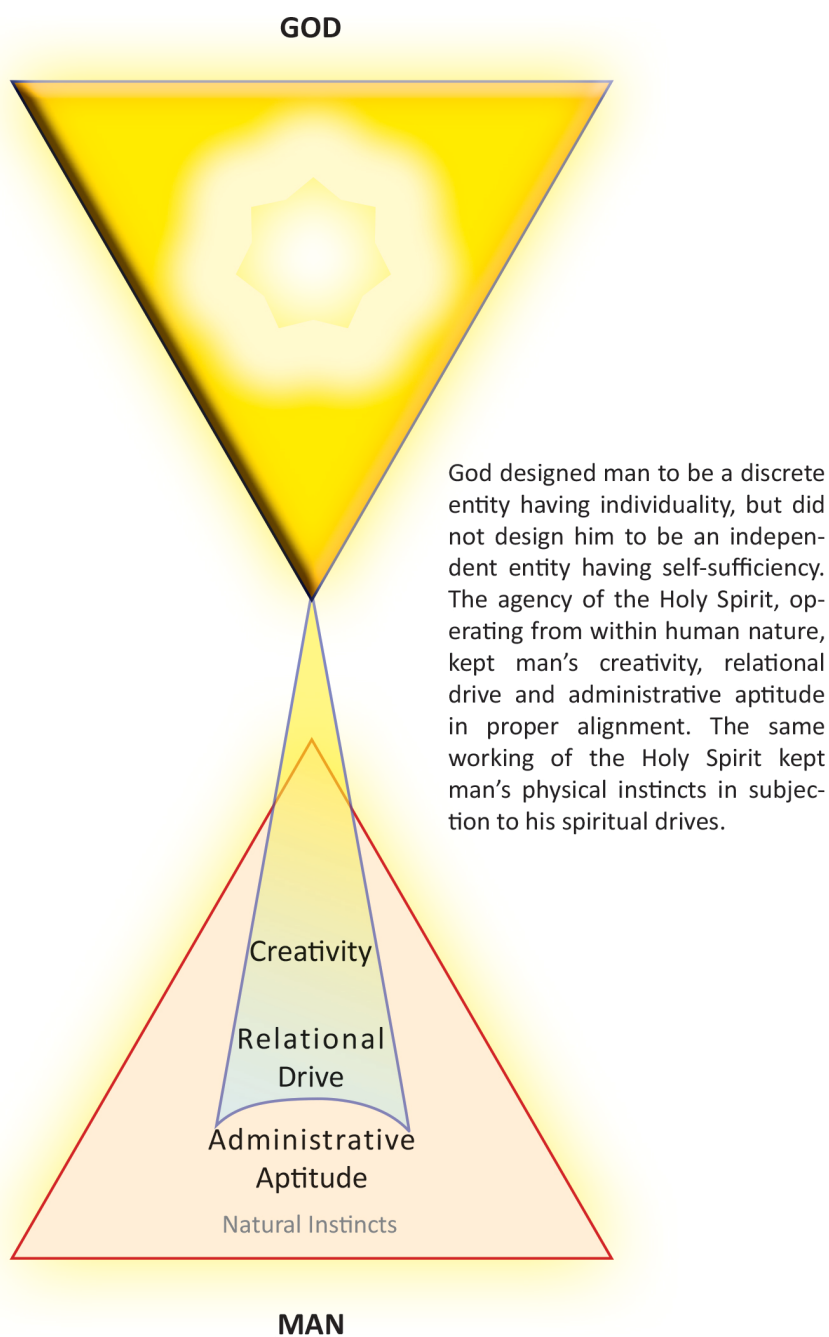 GOD
God designed man to be a discrete
entity having individuality, but did
not design him to be an indepen-
dent entity having self-sufficiency.
The agency of the Holy Spirit, op-
erating from within human nature,
kept man's creativity, relational
drive and administrative aptitude
in proper alignment. The same
working of the Holy Spirit kept
man's physical instincts in subjec-
tion to his spiritual drives.
Creativity
Relational
Drive
Administrative
Aptitude
Natural Instincts
MAN